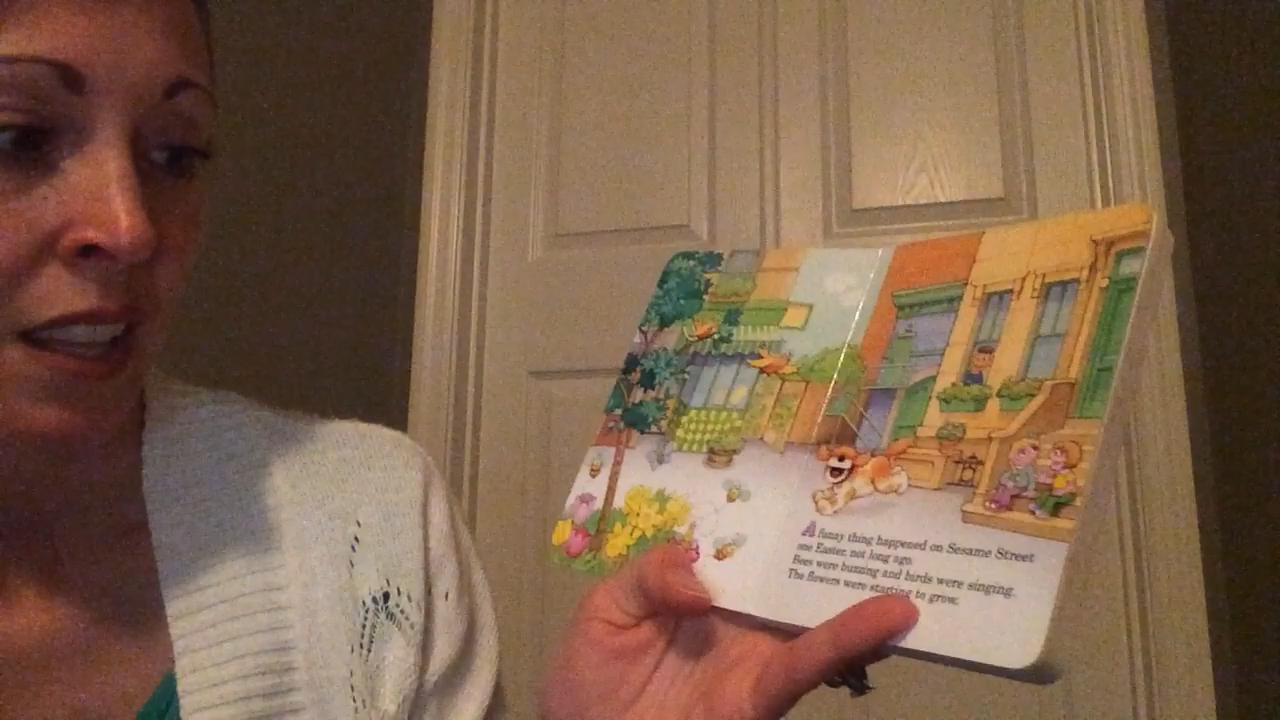 A funny thing happened on Sesame Street
one Easter, not long ago.
Bees were buzzing and birds were singing.
The flowers were starting to grow.